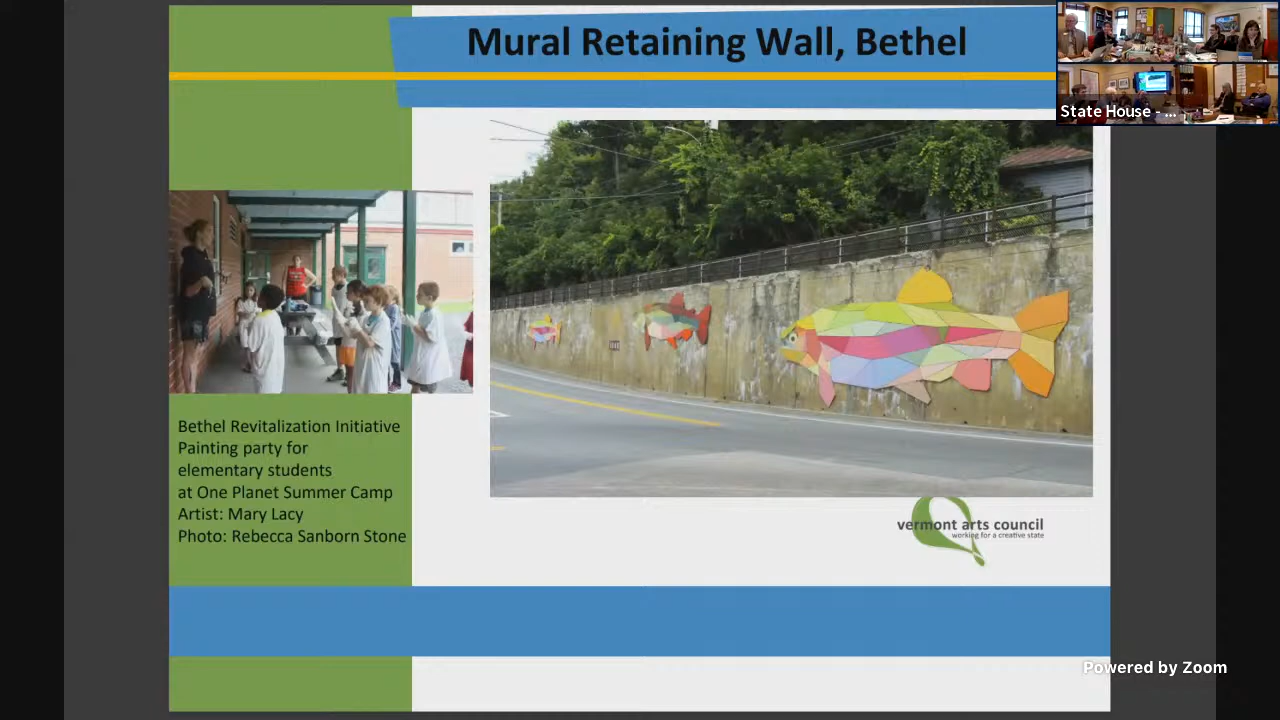 Mural Retaining Wall, Bethel
State House - ...
Bethel Revitalization Initiative
Painting party for
elementary students
at One Planet Summer Camp
Artist: Mary Lacy
Photo: Rebecca Sanborn Stone
vermont arts council
working for a creative state
Powered by Zoom